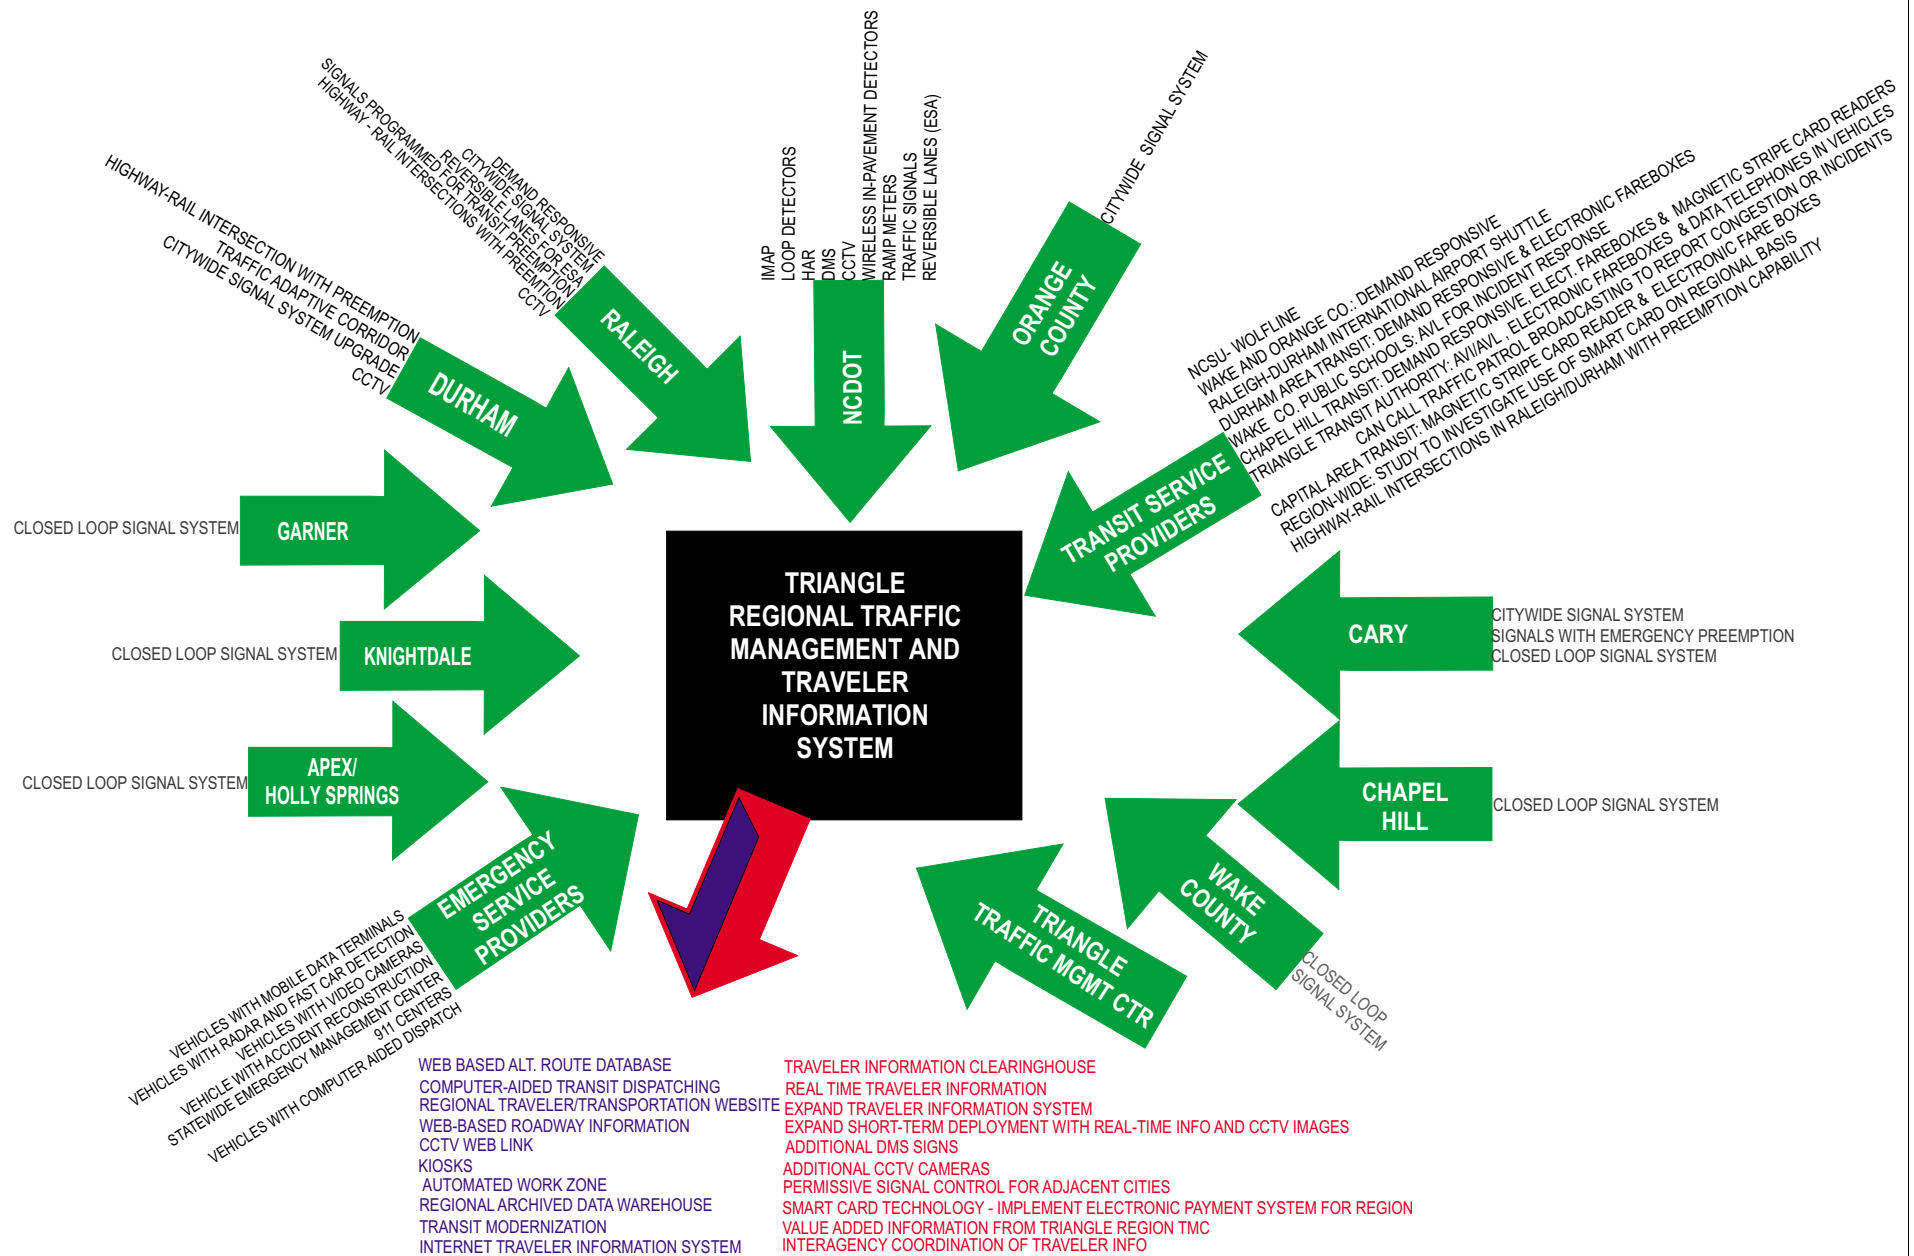 SIGNALS PROGRAMMED FOR TRANSIT PREEMPTION
HIGHWAY - RAIL INTERSECTIONS WITH PREEMTION
REVERSIBLE LANES FOR ESA
CITYWIDE SIGNAL SYSTEM
DEMAND RESPONSIVE
CCTV
RALEIGH
HIGHWAY-RAIL INTERSECTION WITH PREEMPTION
TRAFFIC ADAPTIVE CORRIDOR
CITYWIDE SIGNAL SYSTEM UPGRADE
CCTV
DURHAM
IMAP
LOOP DETECTORS
HAR
DMS
CCTV
WIRELESS IN-PAVEMENT DETECTORS
RAMP METERS
TRAFFIC SIGNALS
REVERSIBLE LANES (ESA)
NCDOT
CITYWIDE SIGNAL SYSTEM
ORANGE
COUNTY
NCSU- WOLFLINE
WAKE AND ORANGE CO.: DEMAND RESPONSIVE
RALEIGH-DURHAM INTERNATIONAL AIRPORT SHUTTLE
DURHAM AREA TRANSIT: DEMAND RESPONSIVE & ELECTRONIC FAREBOXES
WAKE CO. PUBLIC SCHOOLS: AVL FOR INCIDENT RESPONSE
CHAPEL HILL TRANSIT: DEMAND RESPONSIVE, ELECT. FAREBOXES & MAGNETIC STRIPE CARD READERS
TRIANGLE TRANSIT AUTHORITY: AVI/AVL , ELECTRONIC FAREBOXES & DATA TELEPHONES IN VEHICLES
CAN CALL TRAFFIC PATROL BROADCASTING TO REPORT CONGESTION OR INCIDENTS
CAPITAL AREA TRANSIT: MAGNETIC STRIPE CARD READER & ELECTRONIC FARE BOXES
REGION-WIDE: STUDY TO INVESTIGATE USE OF SMART CARD ON REGIONAL BASIS
HIGHWAY-RAIL INTERSECTIONS IN RALEIGH/DURHAM WITH PREEMPTION CAPABILITY
TRANSIT SERVICE
PROVIDERS
CLOSED LOOP SIGNAL SYSTEM
GARNER
CLOSED LOOP SIGNAL SYSTEM
KNIGHTDALE
CLOSED LOOP SIGNAL SYSTEM
APEX/
HOLLY SPRINGS
TRIANGLE
REGIONAL TRAFFIC
MANAGEMENT AND
TRAVELER
INFORMATION
SYSTEM
CARY
CITYWIDE SIGNAL SYSTEM
SIGNALS WITH EMERGENCY PREEMPTION
CLOSED LOOP SIGNAL SYSTEM
CHAPEL
HILL
CLOSED LOOP SIGNAL SYSTEM
WAKE
COUNTY
CLOSED LOOP
SIGNAL SYSTEM
TRIANGLE
TRAFFIC MGMT CTR
EMERGENCY
SERVICE
PROVIDERS
VEHICLES WITH MOBILE DATA TERMINALS
VEHICLES WITH RADAR AND FAST CAR DETECTION
VEHICLES WITH VIDEO CAMERAS
VEHICLE WITH ACCIDENT RECONSTRUCTION
STATEWIDE EMERGENCY MANAGEMENT CENTER
911 CENTERS
VEHICLES WITH COMPUTER AIDED DISPATCH
WEB BASED ALT. ROUTE DATABASE
COMPUTER-AIDED TRANSIT DISPATCHING
REGIONAL TRAVELER/TRANSPORTATION WEBSITE
WEB-BASED ROADWAY INFORMATION
CCTV WEB LINK
KIOSKS
AUTOMATED WORK ZONE
REGIONAL ARCHIVED DATA WAREHOUSE
TRANSIT MODERNIZATION
INTERNET TRAVELER INFORMATION SYSTEM
TRAVELER INFORMATION CLEARINGHOUSE
REAL TIME TRAVELER INFORMATION
EXPAND TRAVELER INFORMATION SYSTEM
EXPAND SHORT-TERM DEPLOYMENT WITH REAL-TIME INFO AND CCTV IMAGES
ADDITIONAL DMS SIGNS
ADDITIONAL CCTV CAMERAS
PERMISSIVE SIGNAL CONTROL FOR ADJACENT CITIES
SMART CARD TECHNOLOGY - IMPLEMENT ELECTRONIC PAYMENT SYSTEM FOR REGION
VALUE ADDED INFORMATION FROM TRIANGLE REGION TMC
INTERAGENCY COORDINATION OF TRAVELER INFO